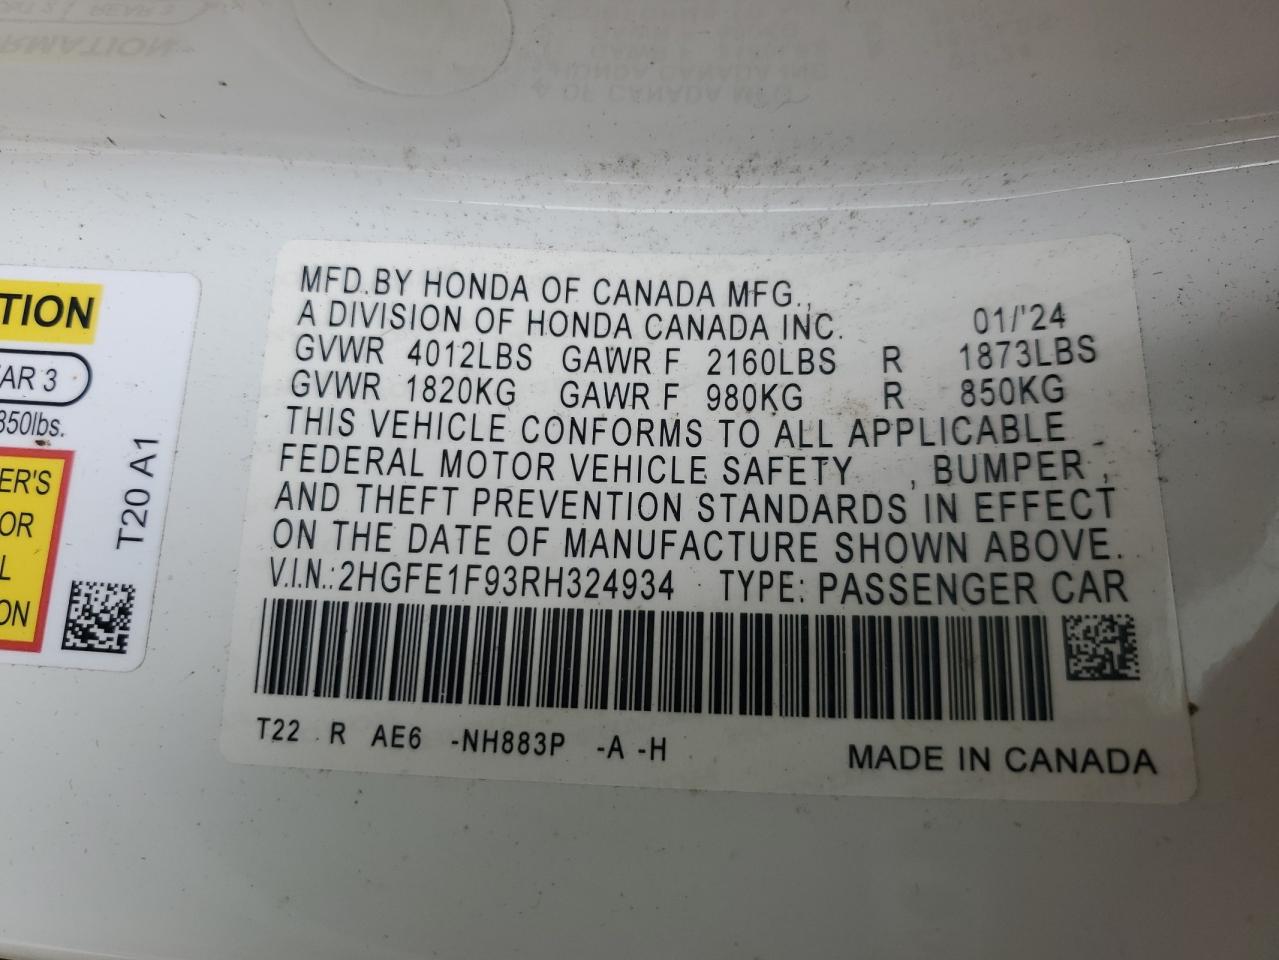 TION
AR 3
850lbs.
ER'S
OR
L
ON
T20 A1
MFD.BY HONDA OF CANADA MFG.,
A DIVISION OF HONDA CANADA INC. 01/'24
GVWR 4012LBS GAWR F 2160LBS R 1873LBS
GVWR 1820KG GAWR F 980KG R 850KG
THIS VEHICLE CONFORMS TO ALL APPLICABLE
FEDERAL MOTOR VEHICLE SAFETY , BUMPER ,
AND THEFT PREVENTION STANDARDS IN EFFECT
ON THE DATE OF MANUFACTURE SHOWN ABOVE.
V.I.N.:2HGFE1F93RH324934 TYPE: PASSENGER CAR
T22 R AE6 -NH883P -A -H MADE IN CANADA